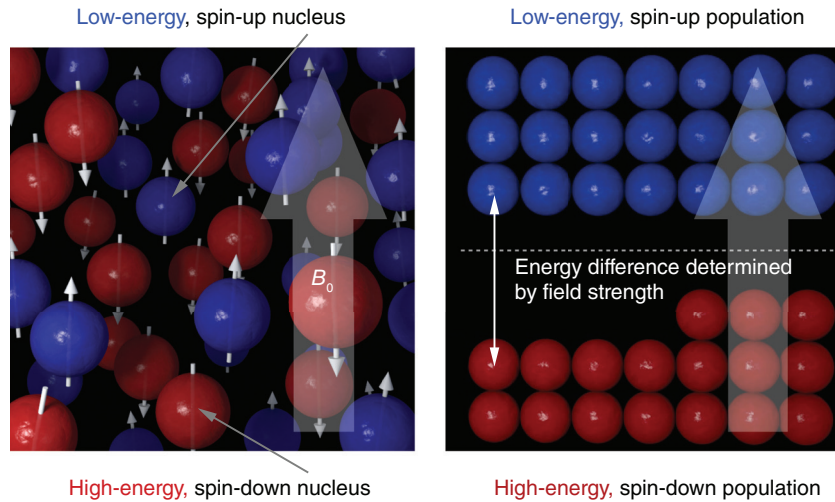 Low-energy, spin-up nucleus
Low-energy, spin-up population
B0
Energy difference determined
by field strength
High-energy, spin-down nucleus
High-energy, spin-down population